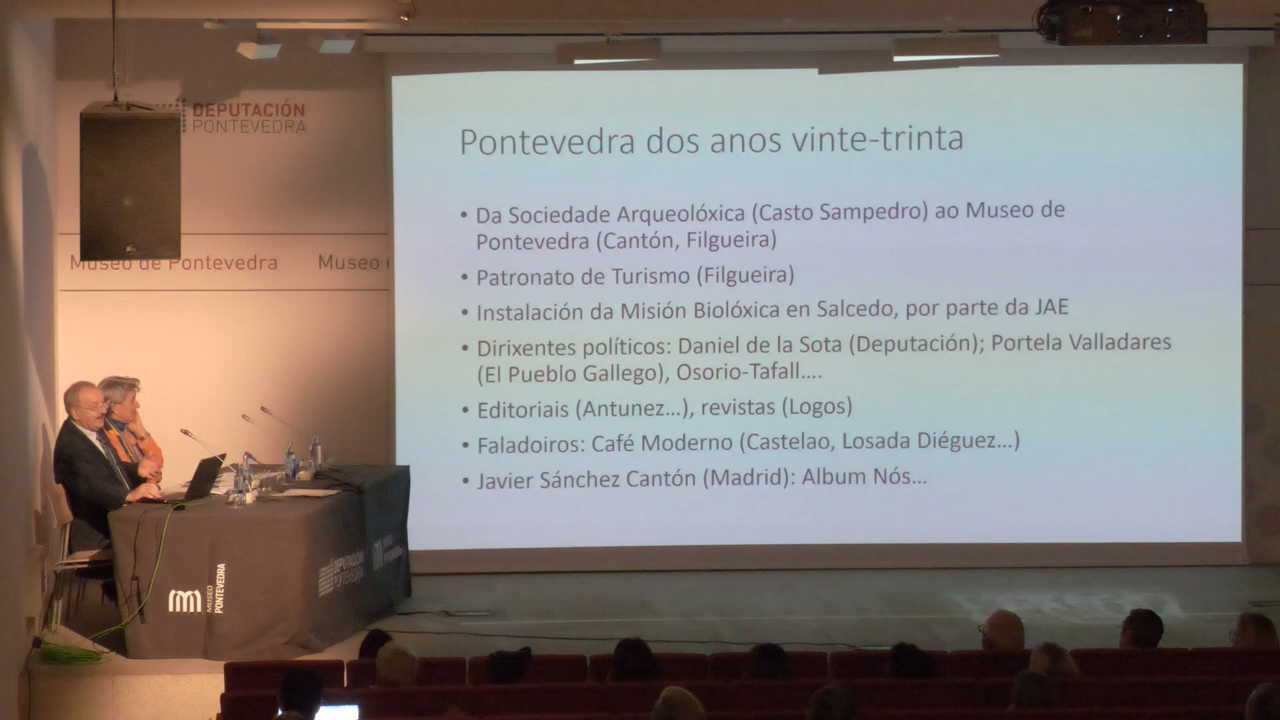 DEPUTACIÓN
PONTEVEDRA
Museo de Pontevedra
Museo
Pontevedra dos anos vinte-trinta
• Da Sociedade Arqueolóxica (Casto Sampedro) ao Museo de
Pontevedra (Cantón, Filgueira)
• Patronato de Turismo (Filgueira)
• Instalación da Misión Biolóxica en Salcedo, por parte da JAE
• Dirixentes políticos: Daniel de la Sota (Deputación); Portela Valladares
(El Pueblo Gallego), Osorio-Tafall....
• Editoriais (Antunez…), revistas (Logos)
• Faladoiros: Café Moderno (Castelao, Losada Diéguez…)
• Javier Sánchez Cantón (Madrid): Album Nós…
MUSEO
PONTEVEDRA
DEPUTACIÓN
PONTEVEDRA